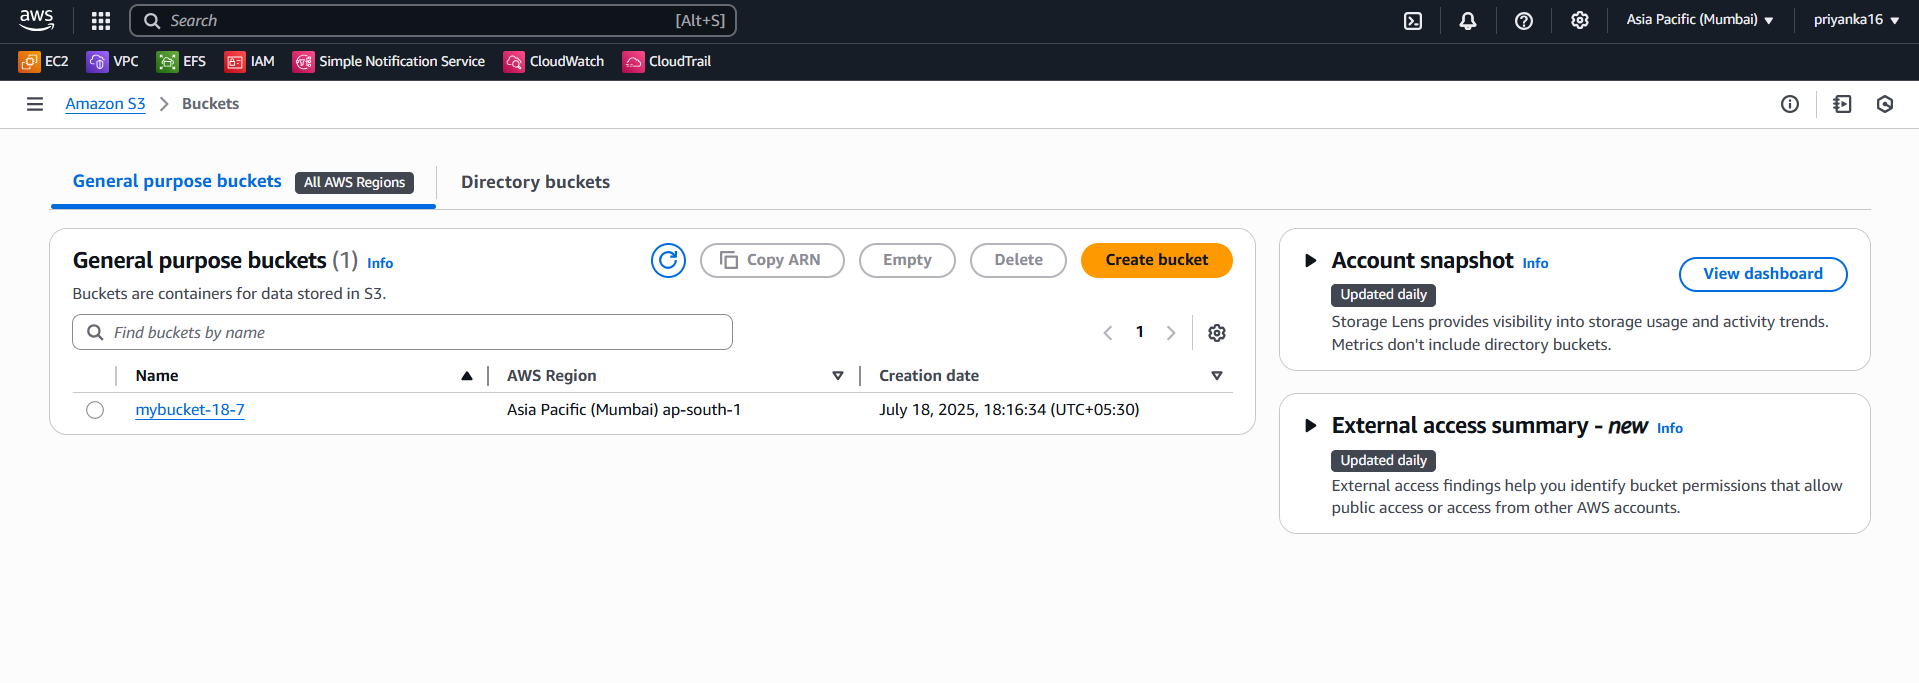 aws Search [Alt+S] Asia Pacific (Mumbai) priyanka16
EC2 VPC EFS IAM Simple Notification Service CloudWatch CloudTrail
Amazon S3 Buckets
General purpose buckets All AWS Regions Directory buckets
General purpose buckets (1) Info Copy ARN Empty Delete Create bucket
Buckets are containers for data stored in S3.
Find buckets by name 1
Name AWS Region Creation date
mybucket-18-7 Asia Pacific (Mumbai) ap-south-1 July 18, 2025, 18:16:34 (UTC+05:30)
Account snapshot Info View dashboard
Updated daily
Storage Lens provides visibility into storage usage and activity trends.
Metrics don't include directory buckets.
External access summary - new Info
Updated daily
External access findings help you identify bucket permissions that allow
public access or access from other AWS accounts.